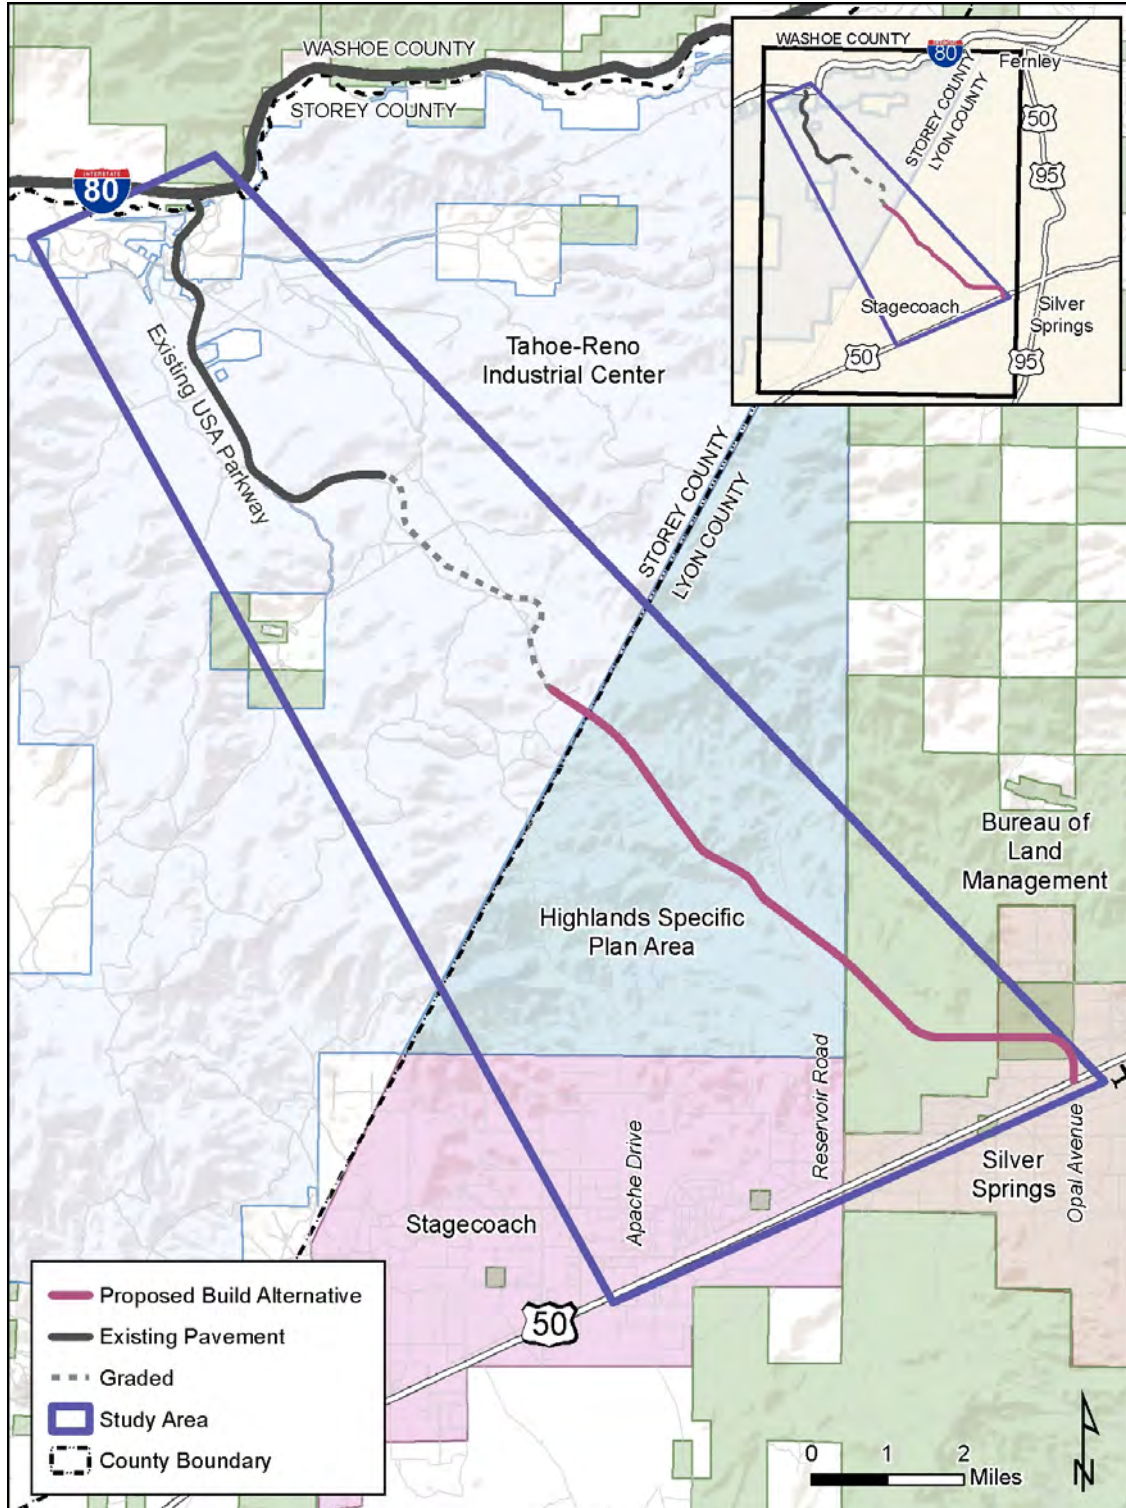 WASHOE COUNTY
STOREY COUNTY
INTERSTATE
80
WASHOE COUNTY
80
Fernley
STOREY COUNTY
LYON COUNTY
50
95
Stagecoach
Silver
Springs
50
95
Existing USA Parkway
Tahoe-Reno
Industrial Center
STOREY COUNTY
LYON COUNTY
Bureau of
Land
Management
Highlands Specific
Plan Area
Reservoir Road
Apache Drive
Silver
Springs
Opal Avenue
Stagecoach
50
Proposed Build Alternative
Existing Pavement
Graded
Study Area
County Boundary
0 1 2
Miles
N